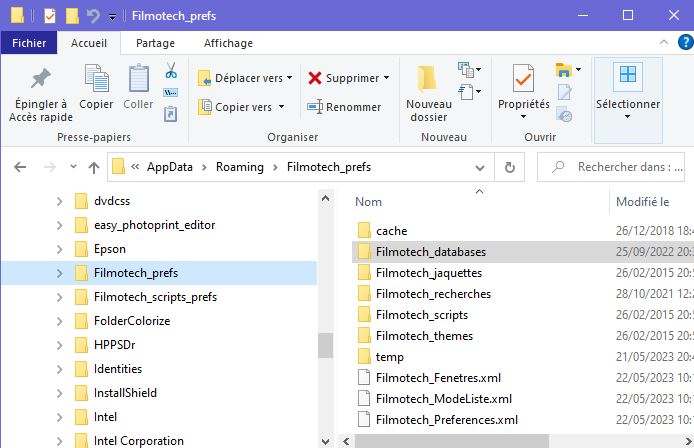 Filmotech_prefs
Fichier Accueil Partage Affichage
Épingler à Accès rapide
Copier
Coller
Déplacer vers
Copier vers
Supprimer
Renommer
Nouveau dossier
Propriétés
Sélectionner
Presse-papiers Organiser Nouveau Ouvrir
AppData Roaming Filmotech_prefs
Rechercher dans : ...
dvdcss
easy_photoprint_editor
Epson
Filmotech_prefs
Filmotech_scripts_prefs
FolderColorize
HPPSDr
Identities
InstallShield
Intel
Intel Corporation
Nom Modifié le
cache 26/12/2018 18:4
Filmotech_databases 25/09/2022 20:3
Filmotech_jaquettes 26/02/2015 20:5
Filmotech_recherches 28/10/2021 12:2
Filmotech_scripts 26/02/2015 20:5
Filmotech_themes 26/02/2015 20:5
temp 21/05/2023 20:4
Filmotech_Fenetres.xml 22/05/2023 10:1
Filmotech_ModeListe.xml 22/05/2023 10:1
Filmotech_Preferences.xml 22/05/2023 10:1